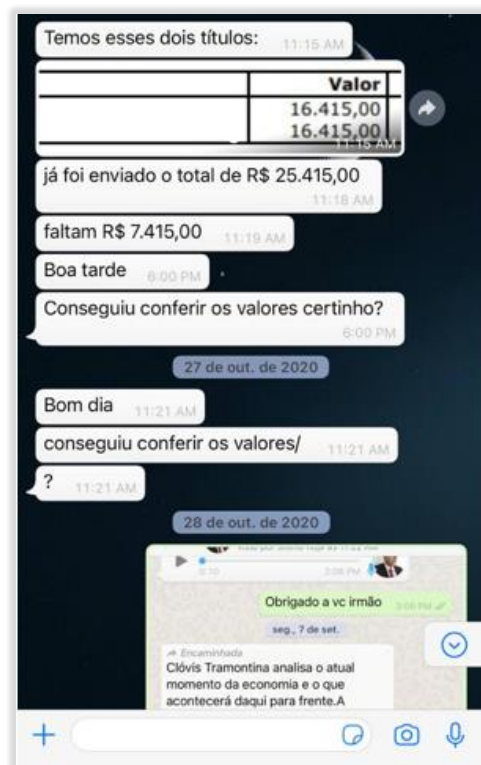 Temos esses dois títulos:
11:15 AM
Valor
16.415,00
16.415,00
11:15 AM
já foi enviado o total de R$ 25.415,00
11:18 AM
faltam R$ 7.415,00 11:19 AM
Boa tarde 6:00 PM
Conseguiu conferir os valores certinho?
6:00 PM
27 de out. de 2020
Bom dia 11:21 AM
conseguiu conferir os valores/ 11:21 AM
? 11:21 AM
28 de out. de 2020
0:10 3:08 PM
Obrigado a vc irmão
seg., 7 de set.
Encaminhada
Clóvis Tramontina analisa o atual
momento da economia e o que
acontecerá daqui para frente.A